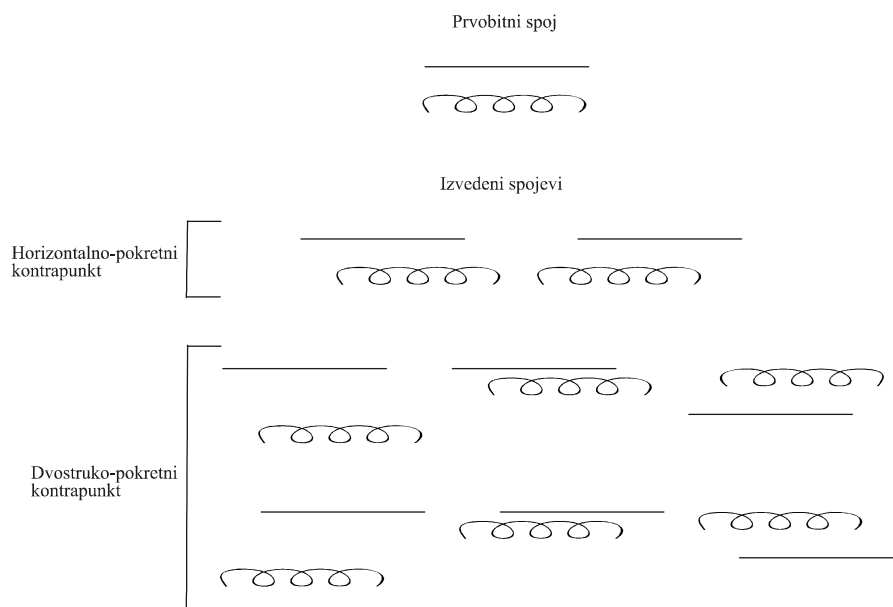 Prvobitni spoj
Izvedeni spojevi
Horizontalno-pokretni
kontrapunkt
Dvostruko-pokretni
kontrapunkt